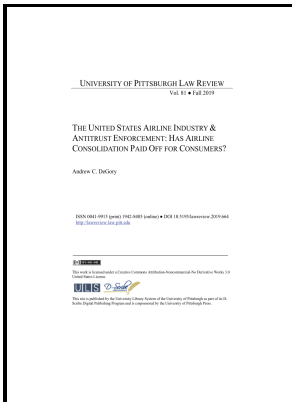 UNIVERSITY OF PITTSBURGH LAW REVIEW
Vol. 81 ● Fall 2019
THE UNITED STATES AIRLINE INDUSTRY &
ANTITRUST ENFORCEMENT: HAS AIRLINE
CONSOLIDATION PAID OFF FOR CONSUMERS?
Andrew C. DeGory
ISSN 0041-9915 (print) 1942-8405 (online) ● DOI 10.5195/lawreview.2019.664
http://lawreview.law.pitt.edu
This work is licensed under a Creative Commons Attribution-Noncommercial-No Derivative Works 3.0
United States License.
ULS D-Scribe
This site is published by the University Library System of the University of Pittsburgh as part of its D-
Scribe Digital Publishing Program and is cosponsored by the University of Pittsburgh Press.